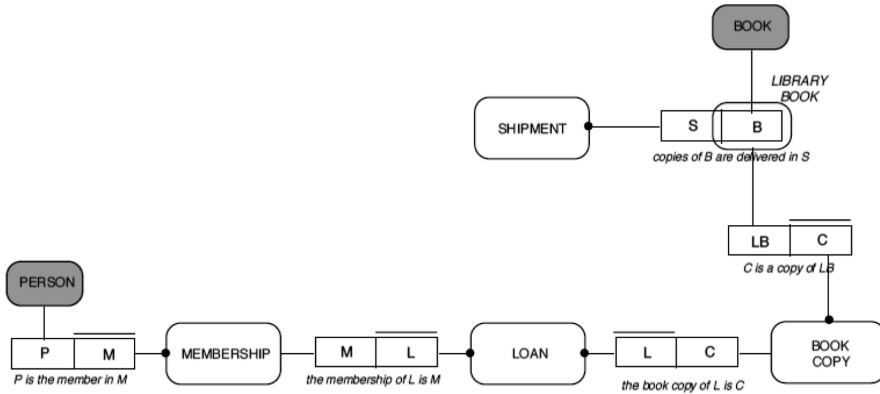 BOOK
LIBRARY
BOOK
SHIPMENT
S
B
copies of B are delivered in S
LB
C
C is a copy of LB
PERSON
P
M
P is the member in M
MEMBERSHIP
M
L
the membership of L is M
LOAN
L
C
the book copy of L is C
BOOK
COPY